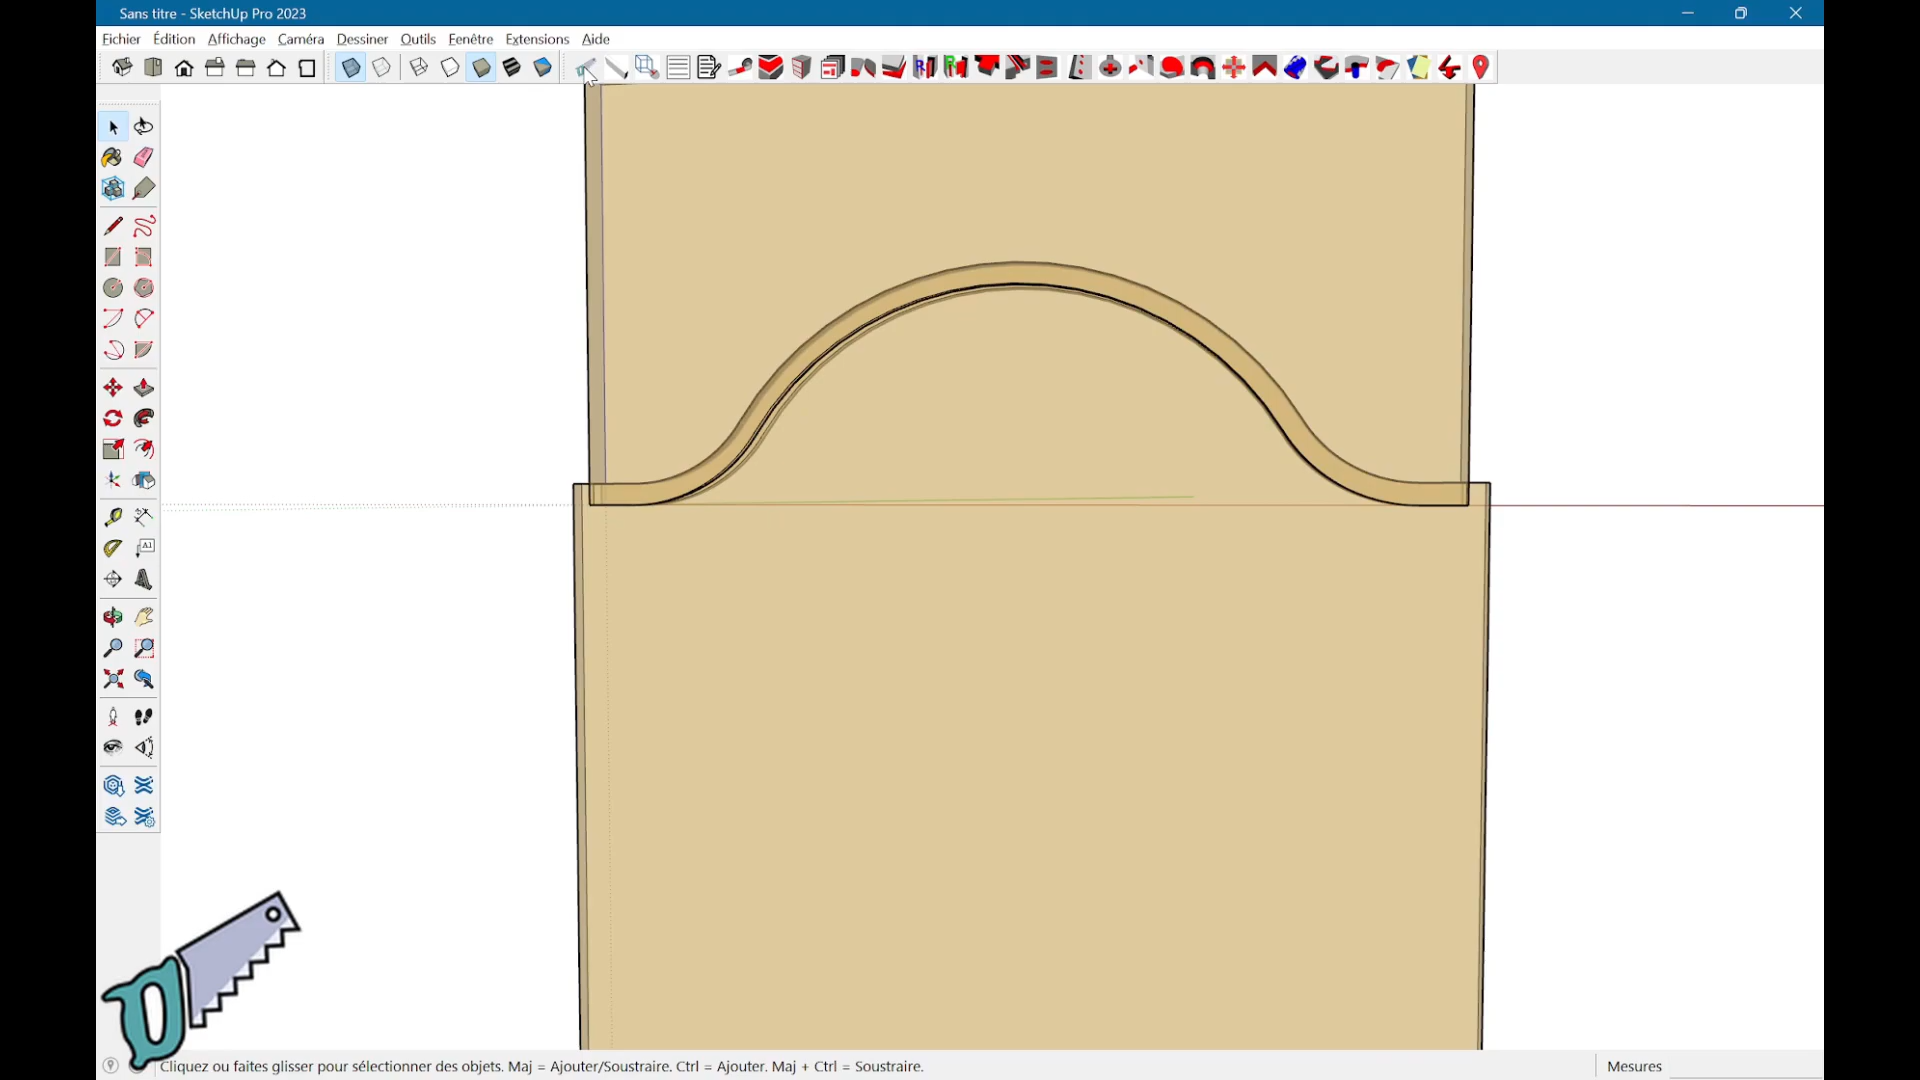 Sans titre - SketchUp Pro 2023
Fichier Édition Affichage Caméra Dessiner Outils Fenêtre Extensions Aide
A1
Cliquez ou faites glisser pour sélectionner des objets. Maj = Ajouter/Soustraire. Ctrl = Ajouter. Maj + Ctrl = Soustraire.
Mesures